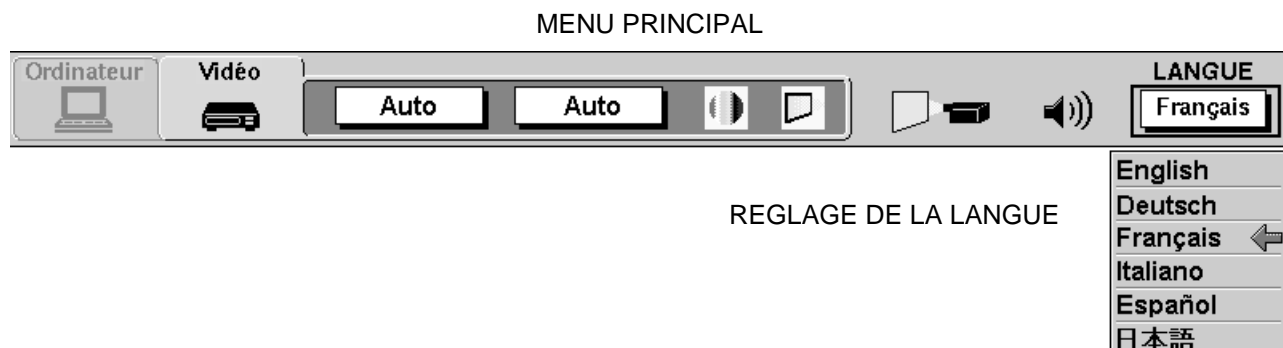 MENU PRINCIPAL
Ordinateur
Vidéo
LANGUE
Auto
Auto
Français
English
REGLAGE DE LA LANGUE
Deutsch
Français
Italiano
Español
日本語